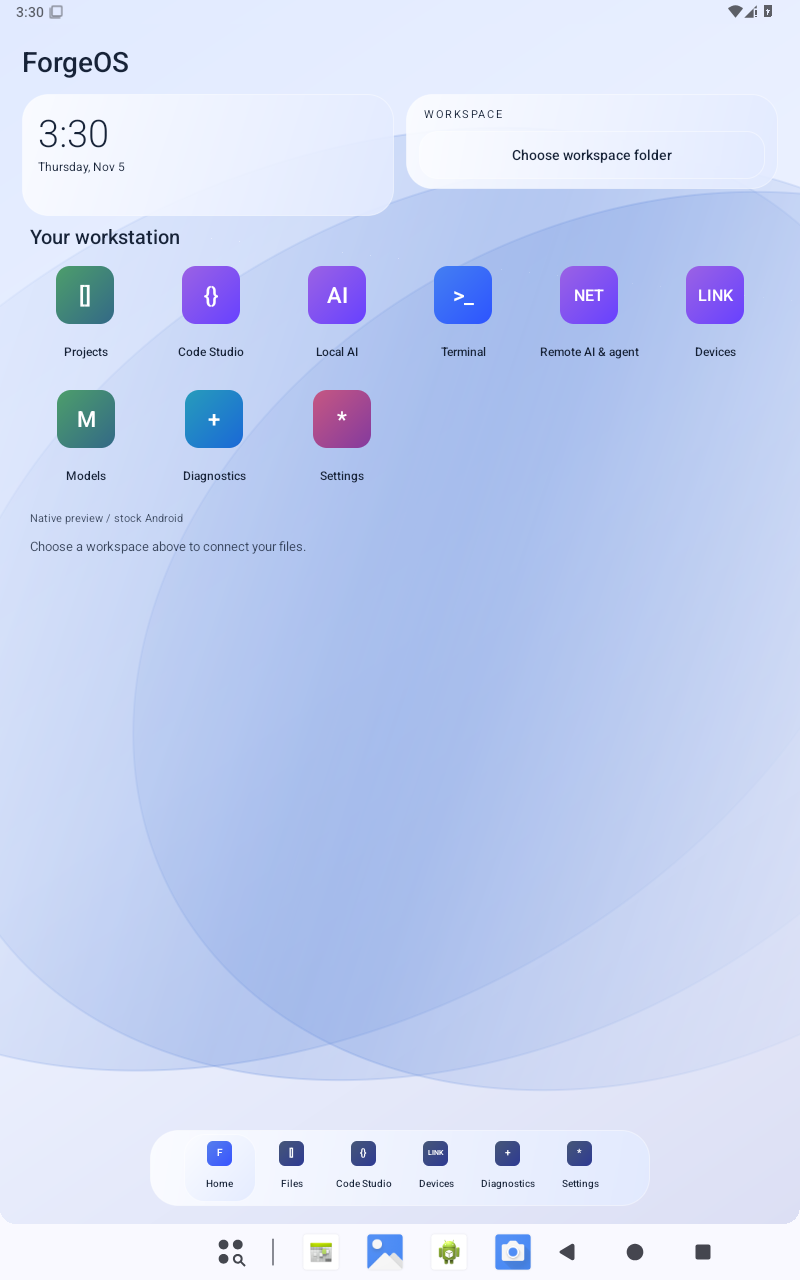 3:30
ForgeOS
3:30
Thursday, Nov 5
WORKSPACE
Choose workspace folder
Your workstation
[] {} AI >_ NET LINK
Projects Code Studio Local AI Terminal Remote AI & agent Devices
M + *
Models Diagnostics Settings
Native preview / stock Android
Choose a workspace above to connect your files.
F [] {} LINK + *
Home Files Code Studio Devices Diagnostics Settings